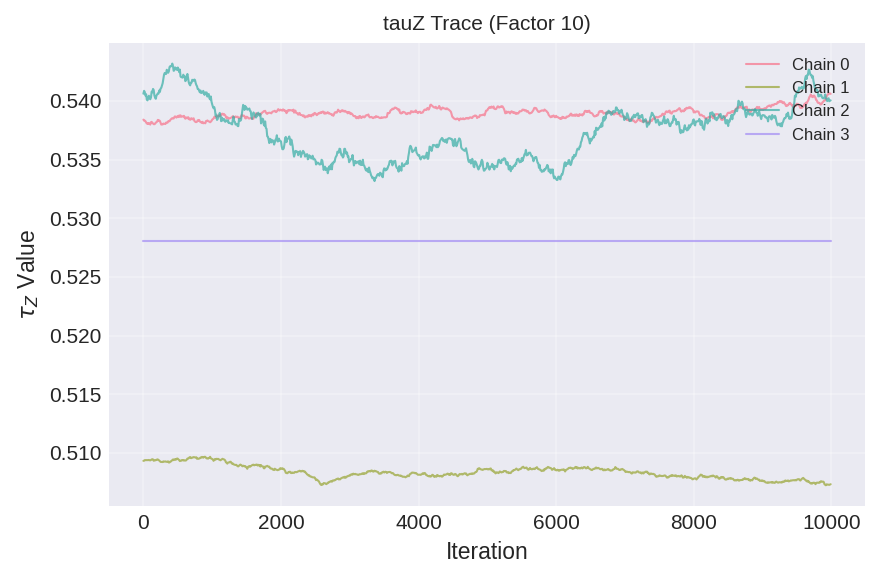 tauZ Trace (Factor 10)
Chain 0
Chain 1
Chain 2
Chain 3
0.540
0.535
0.530
0.525
0.520
0.515
0.510
τZ Value
0
2000
4000
6000
8000
10000
Iteration